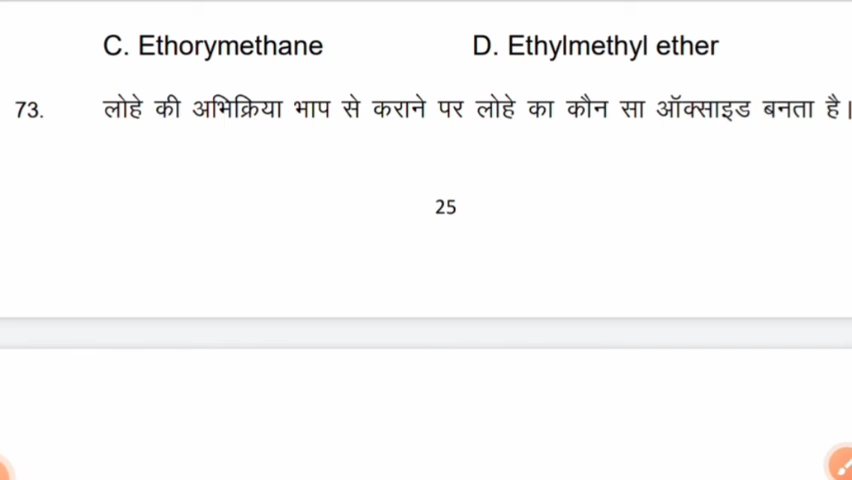 C. Ethorymethane D. Ethylmethyl ether
73. लोहे की अभिक्रिया भाप से कराने पर लोहे का कौन सा ऑक्साइड बनता है।
25